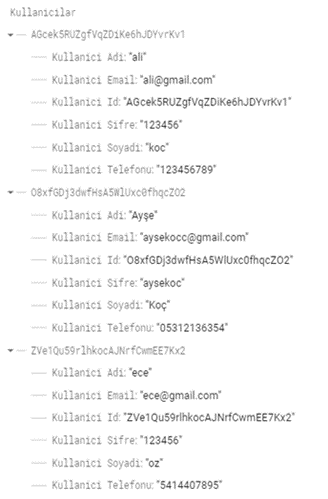 Kullanicilar
AGcek5RUZgfVqZDiKe6hJDYvrKv1
Kullanici Adi: "ali"
Kullanici Email: "ali@gmail.com"
Kullanici Id: "AGcek5RUZgfVqZDiKe6hJDYvrKv1"
Kullanici Sifre: "123456"
Kullanici Soyadi: "koc"
Kullanici Telefonu: "123456789"
O8xfGDj3dwfHsA5WlUxc0fhqcZO2
Kullanici Adi: "Ayşe"
Kullanici Email: "aysekocc@gmail.com"
Kullanici Id: "O8xfGDj3dwfHsA5WlUxc0fhqcZO2"
Kullanici Sifre: "aysekoc"
Kullanici Soyadi: "Koç"
Kullanici Telefonu: "05312136354"
ZVe1Qu59rlhkocAJNrfCwmEE7Kx2
Kullanici Adi: "ece"
Kullanici Email: "ece@gmail.com"
Kullanici Id: "ZVe1Qu59rlhkocAJNrfCwmEE7Kx2"
Kullanici Sifre: "123456"
Kullanici Soyadi: "oz"
Kullanici Telefonu: "5414407895"